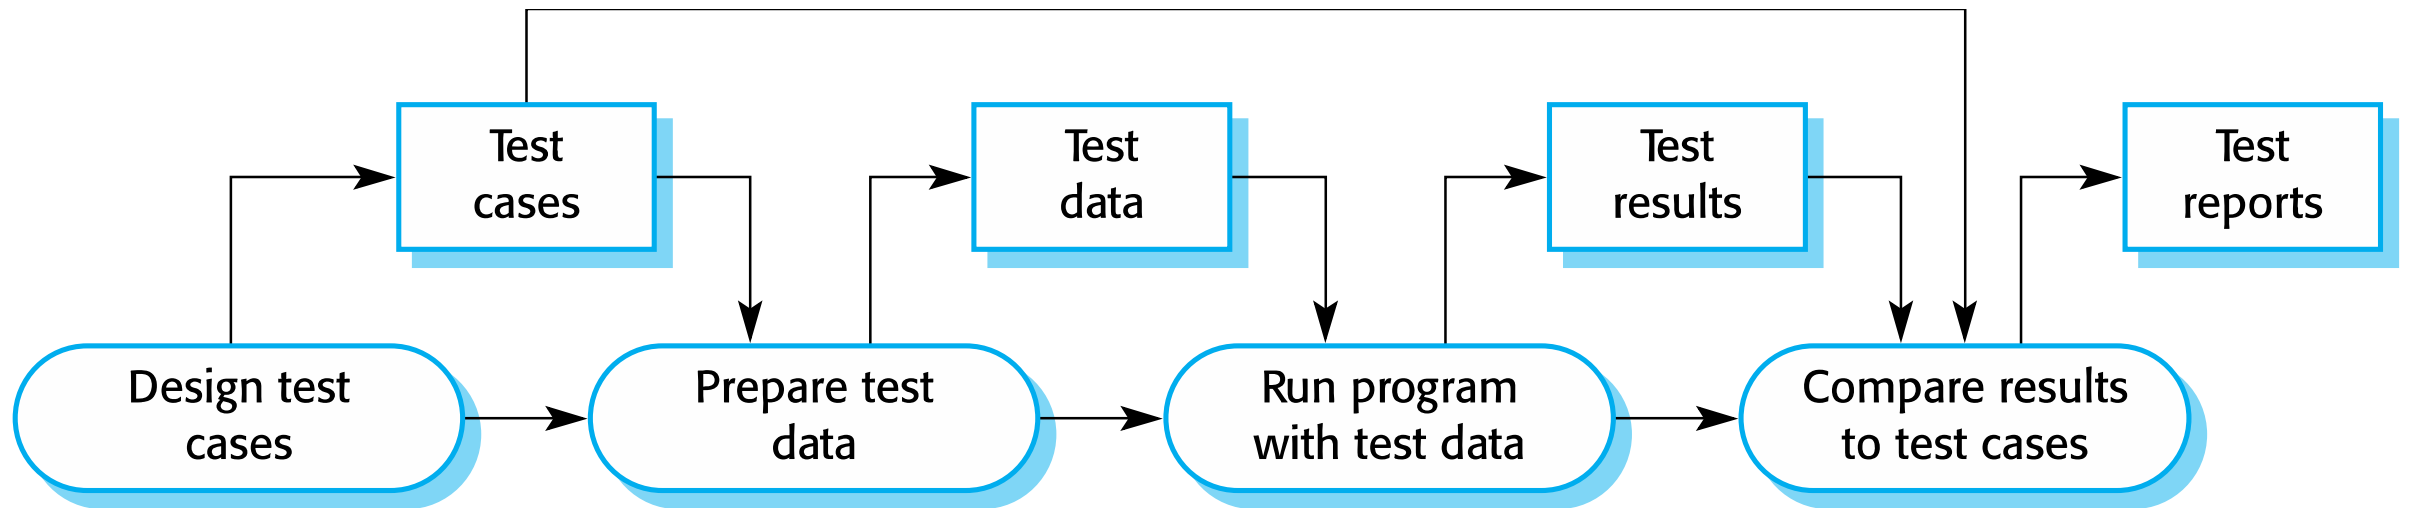 Test
cases
Test
data
Test
results
Test
reports
Design test
cases
Prepare test
data
Run program
with test data
Compare results
to test cases